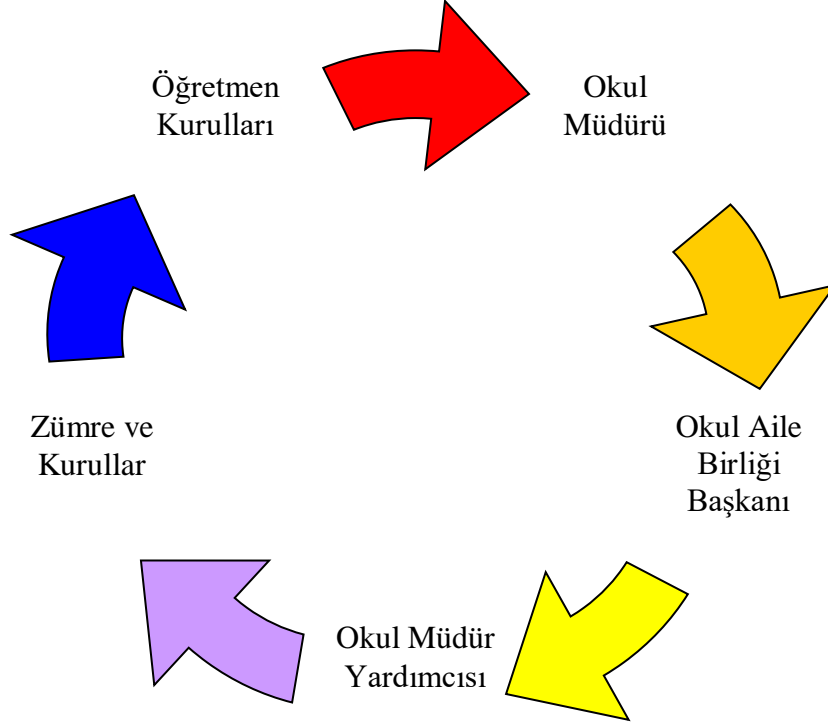 Öğretmen
Kurulları
Okul
Müdürü
Okul Aile
Birliği
Başkanı
Okul Müdür
Yardımcısı
Zümre ve
Kurullar